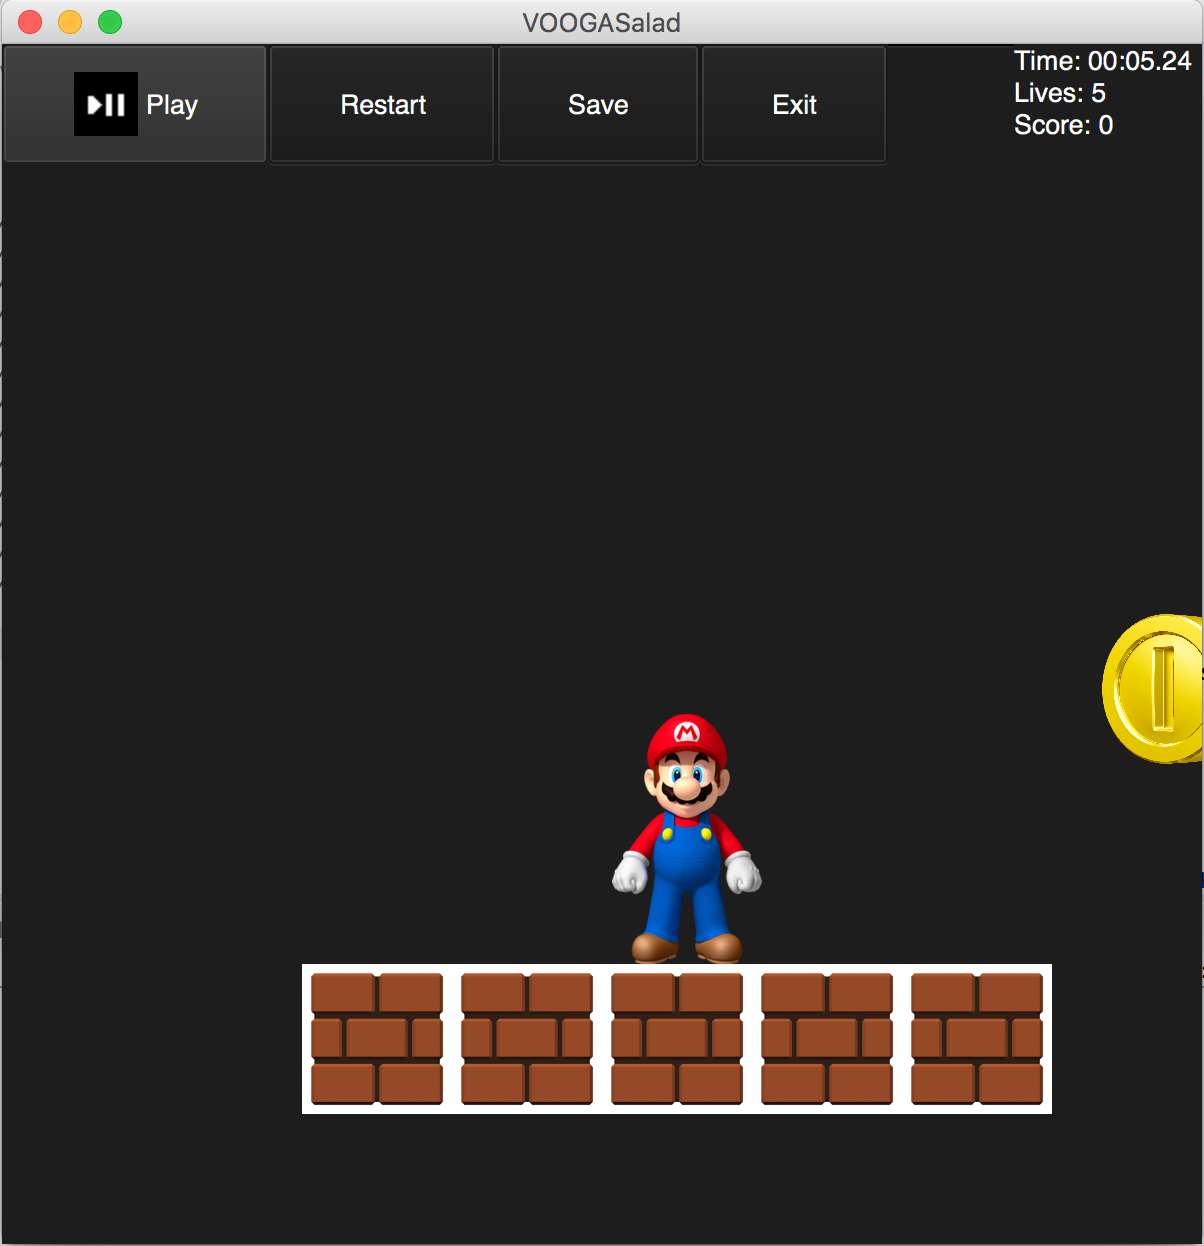 VOOGASalad
Play
Restart
Save
Exit
Time: 00:05.24
Lives: 5
Score: 0
M